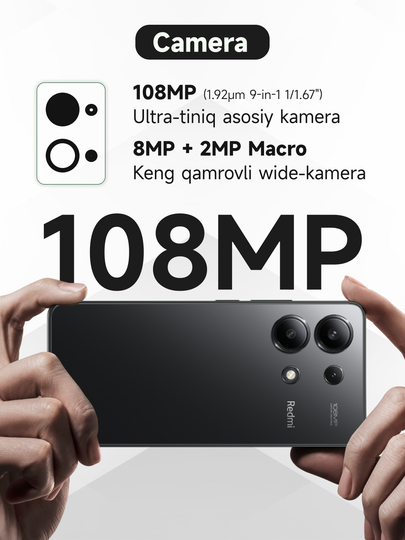 Camera
108MP (1.92μm 9-in-1 1/1.67")
Ultra-tiniq asosiy kamera
8MP + 2MP Macro
Keng qamrovli wide-kamera
108MP
Redmi
108MP